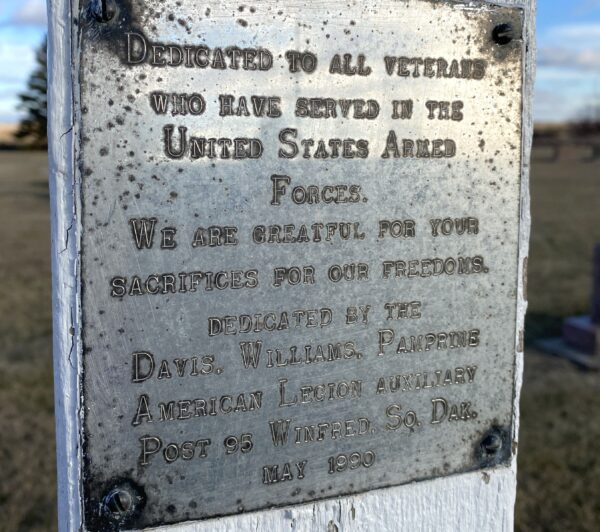 Dedicated to all veterans
who have served in the
United States Armed
Forces.
We are greatful for your
sacrifices for our freedoms.
dedicated by the
Davis, Williams, Pamprine
American Legion auxiliary
Post 95 Winfred, So. Dak.
may 1990